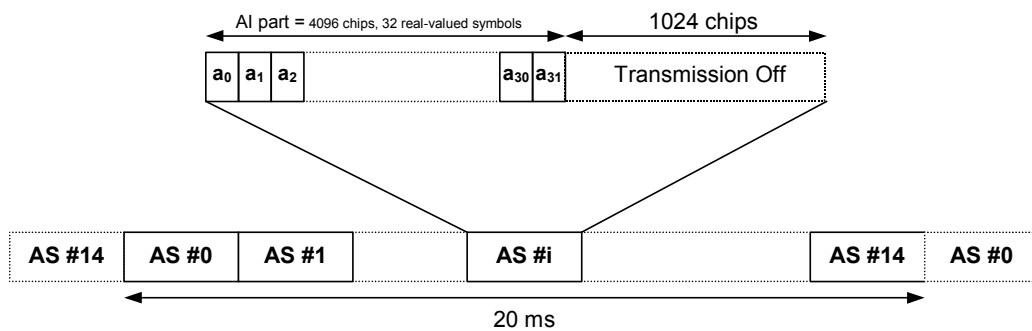 AI part = 4096 chips, 32 real-valued symbols 1024 chips
a0 a1 a2 a30 a31 Transmission Off
AS #14 AS #0 AS #1 AS #i AS #14 AS #0
20 ms